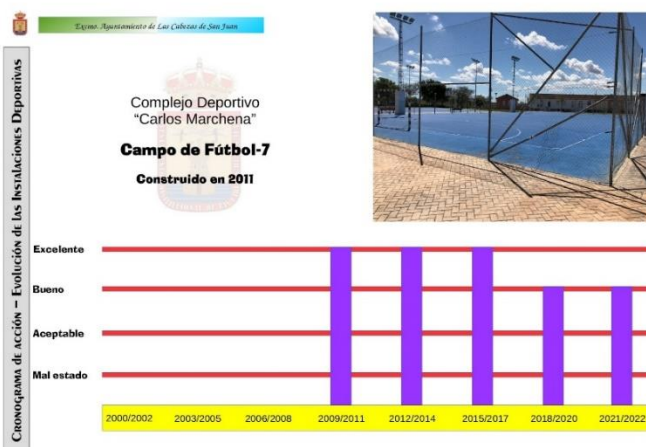 Excmo. Ayuntamiento de Las Cabezas de San Juan
CRONOGRAMA DE ACCIÓN – EVOLUCIÓN DE LAS INSTALACIONES DEPORTIVAS
Complejo Deportivo
"Carlos Marchena"
Campo de Fútbol-7
Construido en 2011
Excelente
Bueno
Aceptable
Mal estado
2000/2002 2003/2005 2006/2008 2009/2011 2012/2014 2015/2017 2018/2020 2021/2022